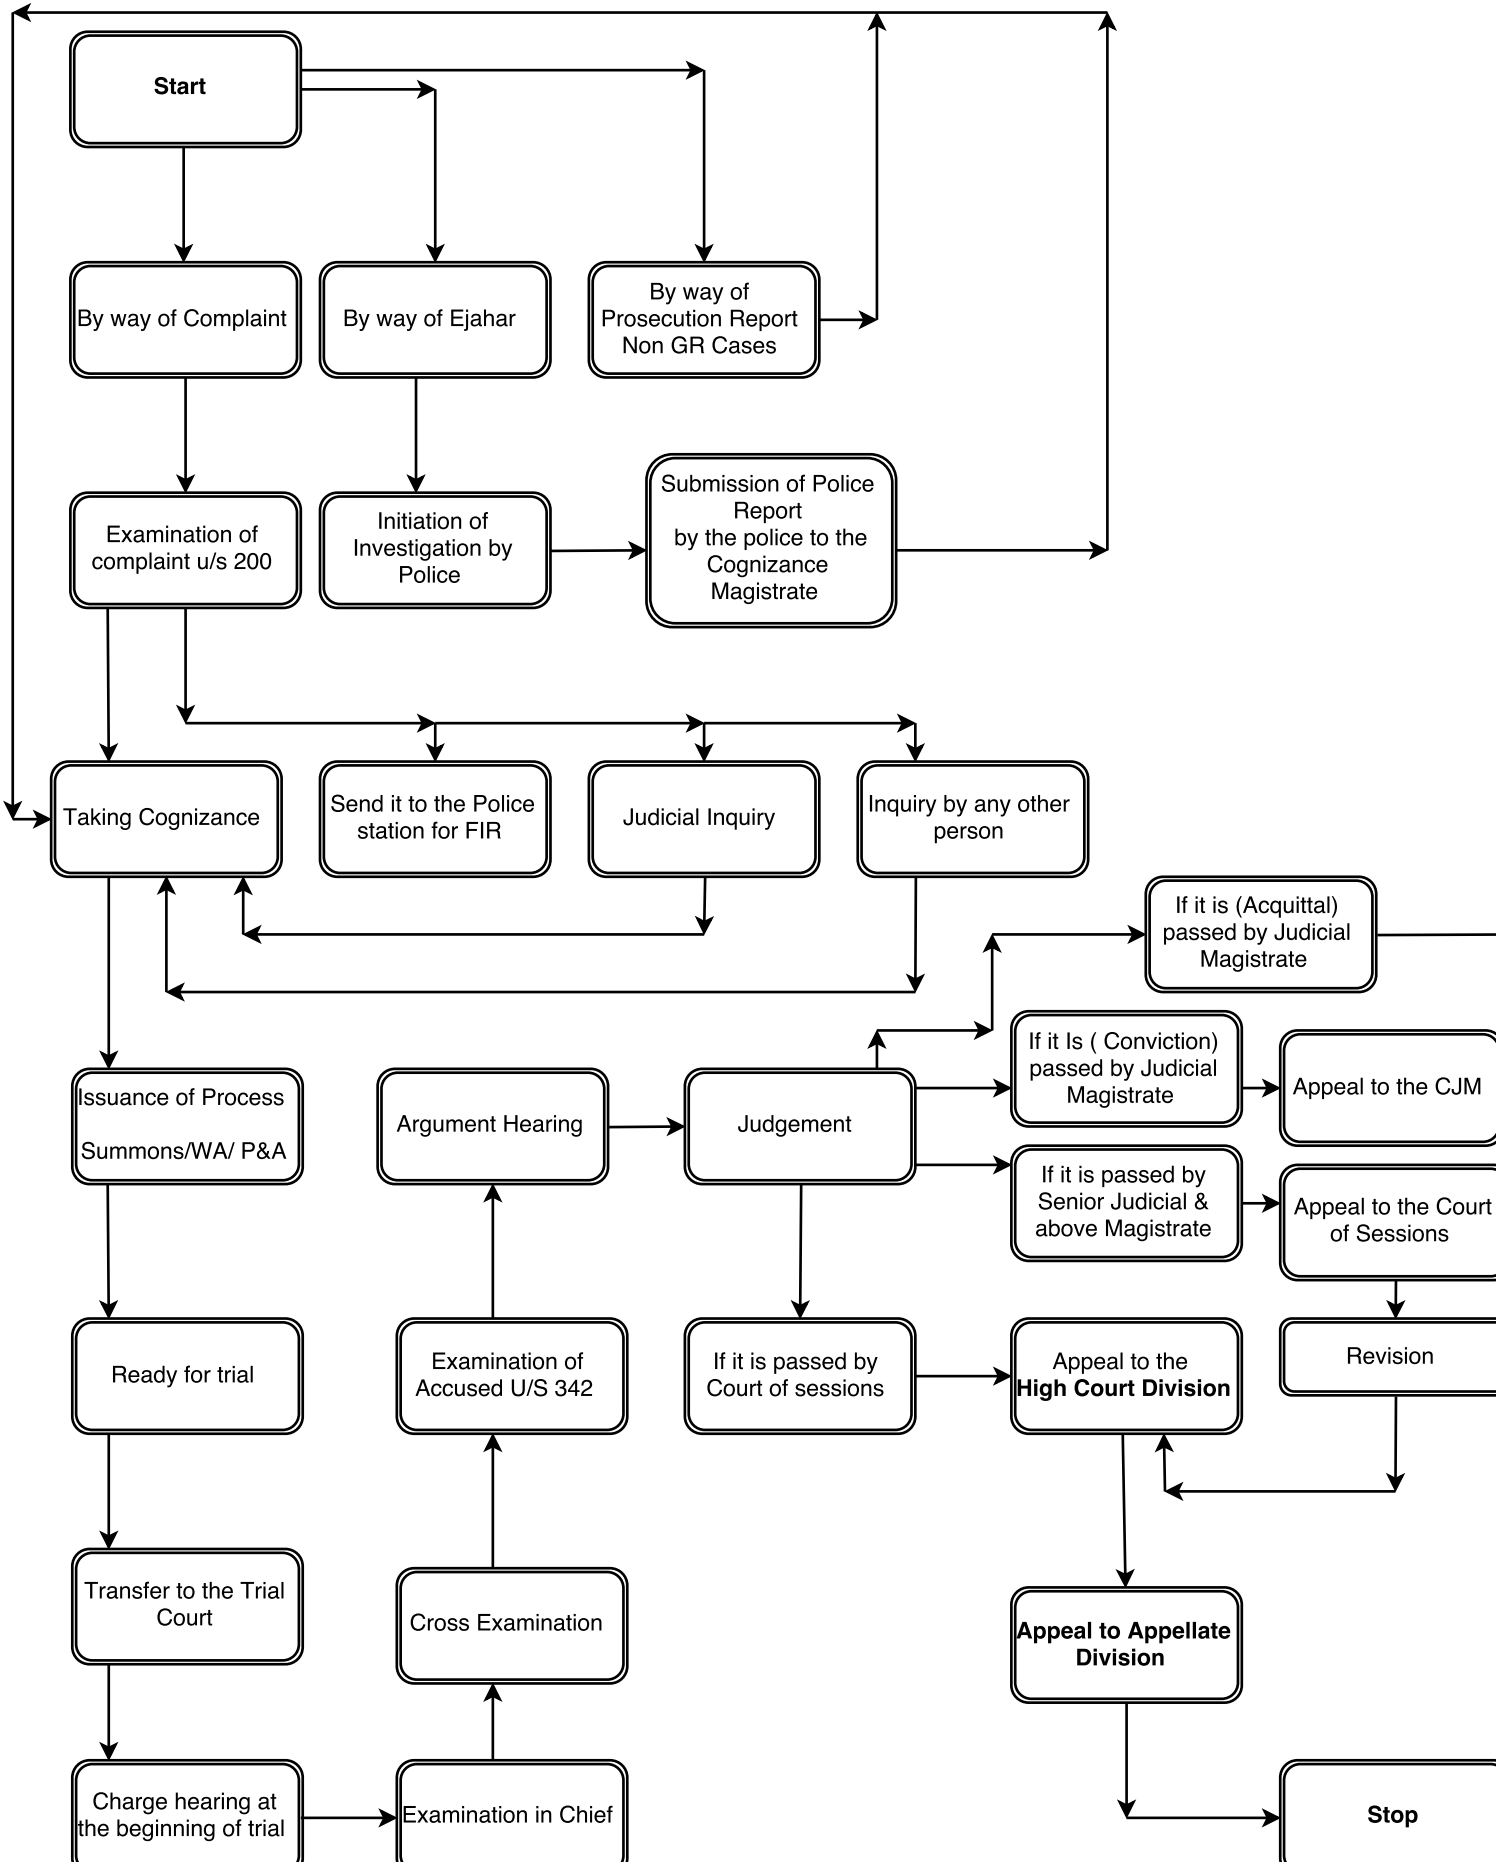 Start
By way of Complaint
By way of Ejahar
By way of
Prosecution Report
Non GR Cases
Examination of
complaint u/s 200
Initiation of
Investigation by
Police
Submission of Police
Report
by the police to the
Cognizance
Magistrate
Taking Cognizance
Send it to the Police
station for FIR
Judicial Inquiry
Inquiry by any other
person
If it is (Acquittal)
passed by Judicial
Magistrate
Issuance of Process
Summons/WA/ P&A
Argument Hearing
Judgement
If it Is ( Conviction)
passed by Judicial
Magistrate
Appeal to the CJM
If it is passed by
Senior Judicial &
above Magistrate
Appeal to the Court
of Sessions
Ready for trial
Examination of
Accused U/S 342
If it is passed by
Court of sessions
Appeal to the
High Court Division
Revision
Transfer to the Trial
Court
Cross Examination
Appeal to Appellate
Division
Charge hearing at
the beginning of trial
Examination in Chief
Stop